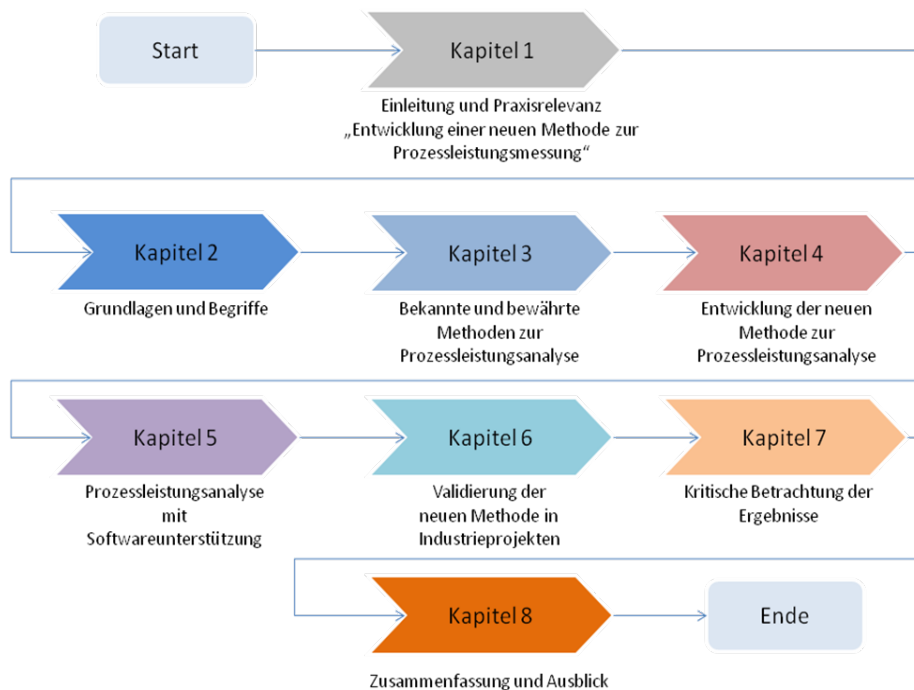 Start
Kapitel 1
Einleitung und Praxisrelevanz
„Entwicklung einer neuen Methode zur
Prozessleistungsmessung“
Kapitel 2
Grundlagen und Begriffe
Kapitel 3
Bekannte und bewährte
Methoden zur
Prozessleistungsanalyse
Kapitel 4
Entwicklung der neuen
Methode zur
Prozessleistungsanalyse
Kapitel 5
Prozessleistungsanalyse
mit
Softwareunterstützung
Kapitel 6
Validierung der
neuen Methode in
Industrieprojekten
Kapitel 7
Kritische Betrachtung der
Ergebnisse
Kapitel 8
Zusammenfassung und Ausblick
Ende